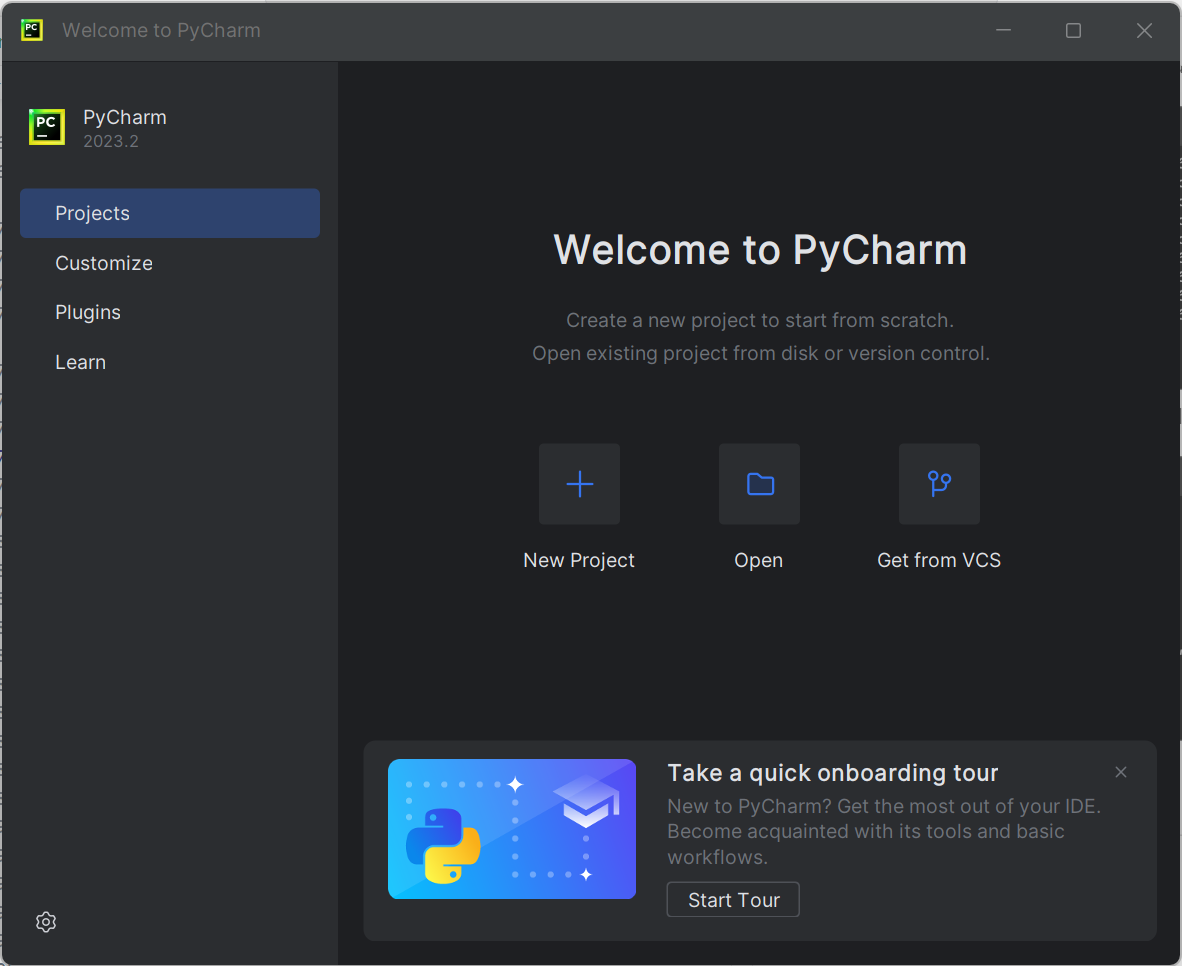 PC
Welcome to PyCharm
PC
PyCharm
2023.2
Projects
Customize
Plugins
Learn
Welcome to PyCharm
Create a new project to start from scratch.
Open existing project from disk or version control.
New Project
Open
Get from VCS
Take a quick onboarding tour
New to PyCharm? Get the most out of your IDE.
Become acquainted with its tools and basic
workflows.
Start Tour